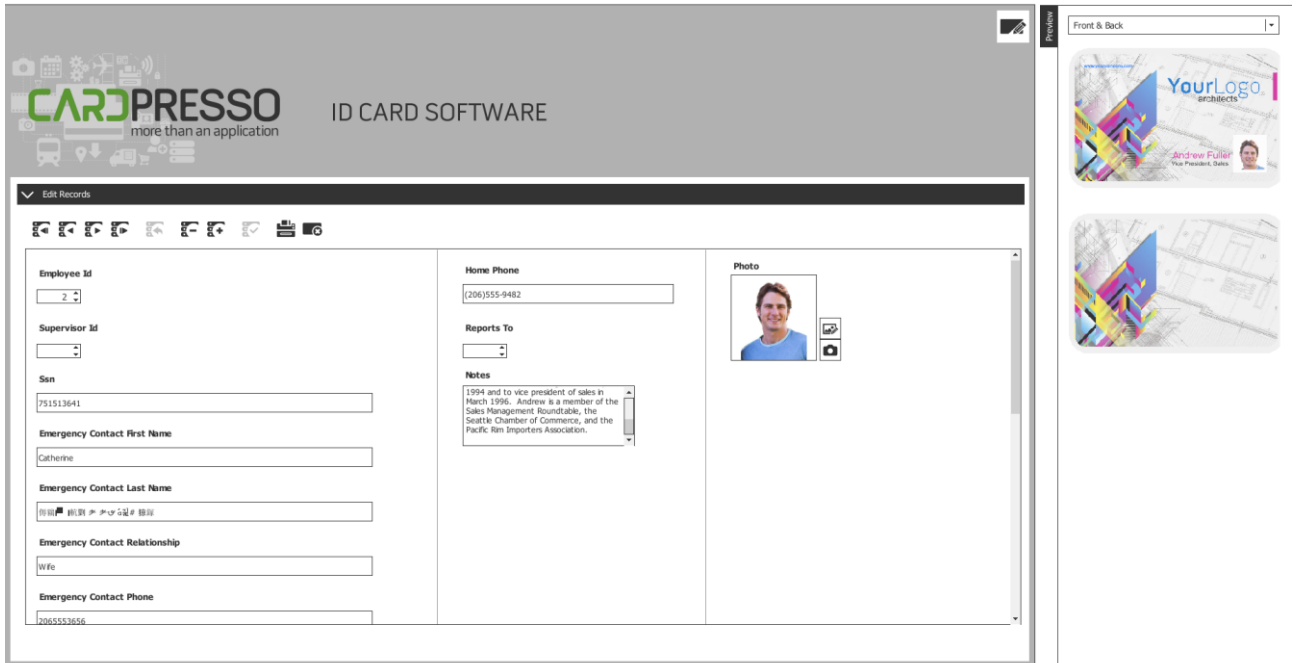 CARDPRESSO
more than an application
ID CARD SOFTWARE
Edit Records
Employee Id
2
Supervisor Id
Ssn
751513641
Emergency Contact First Name
Catherine
Emergency Contact Last Name
Emergency Contact Relationship
Wife
Emergency Contact Phone
2065553656
Home Phone
(206)555-9482
Reports To
Notes
1994 and to vice president of sales in
March 1996. Andrew is a member of the
Sales Management Roundtable, the
Seattle Chamber of Commerce, and the
Pacific Rim Importers Association.
Photo
Preview
Front & Back
YourLogo
architects
Andrew Fuller
Vice President, Sales